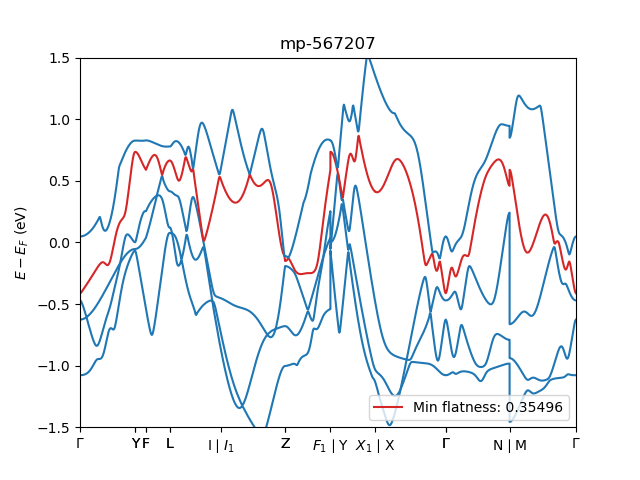 mp-567207
E − E_F (eV)
1.5
1.0
0.5
0.0
−0.5
−1.0
−1.5
Min flatness: 0.35496
Γ Y F L I | I₁ Z F₁ | Y X₁ | X Γ N | M Γ